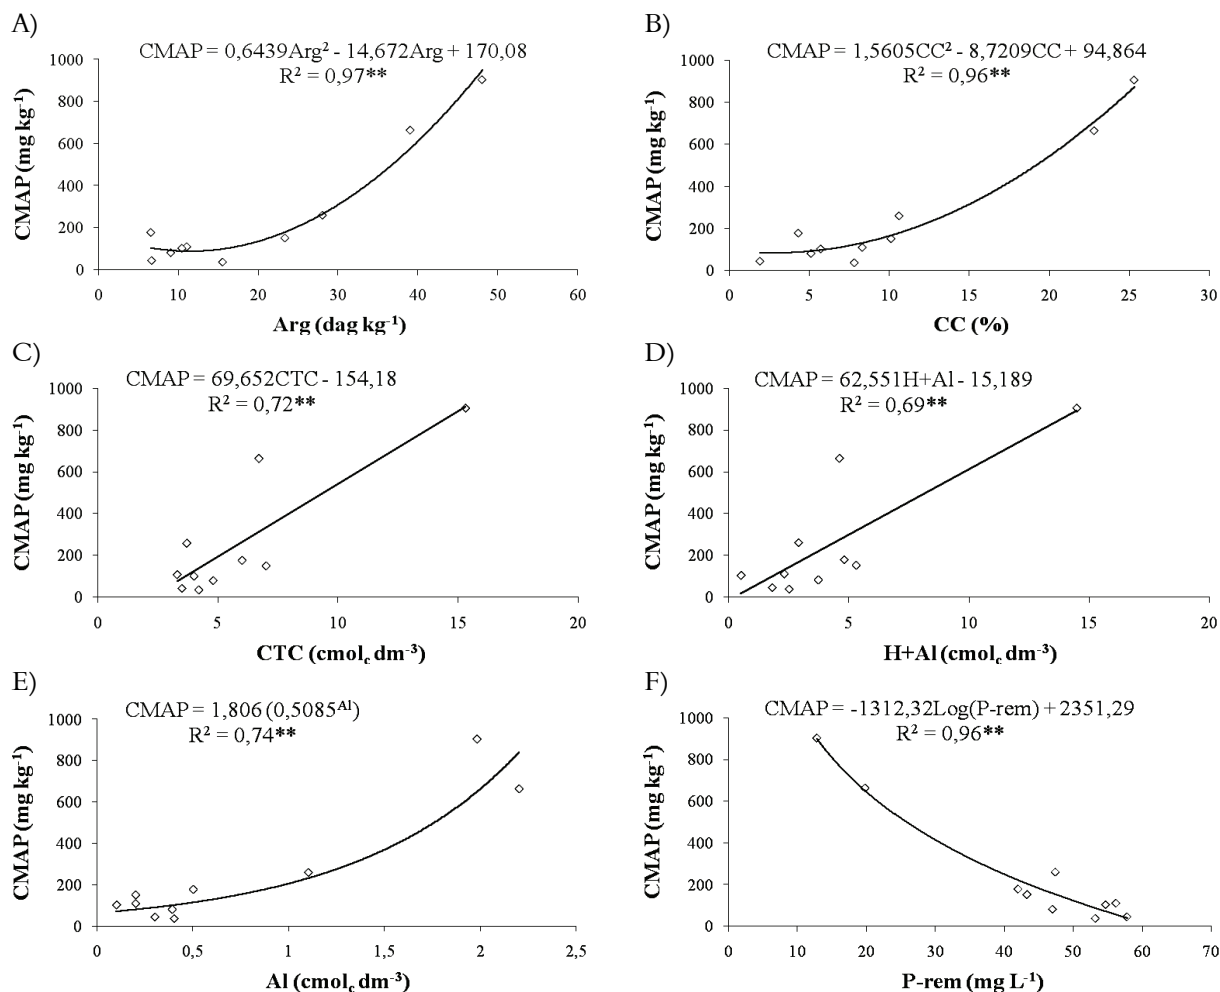 A)
CMAP = 0,6439Arg² - 14,672Arg + 170,08
R² = 0,97**
CMAP (mg kg⁻¹)
1000
800
600
400
200
0
0 10 20 30 40 50 60
Arg (dag kg⁻¹)
B)
CMAP = 1,5605CC² - 8,7209CC + 94,864
R² = 0,96**
CMAP (mg kg⁻¹)
1000
800
600
400
200
0
0 5 10 15 20 25 30
CC (%)
C)
CMAP = 69,652CTC - 154,18
R² = 0,72**
CMAP (mg kg⁻¹)
1000
800
600
400
200
0
0 5 10 15 20
CTC (cmol_c dm⁻³)
D)
CMAP = 62,551H+Al - 15,189
R² = 0,69**
CMAP (mg kg⁻¹)
1000
800
600
400
200
0
0 5 10 15 20
H+Al (cmol_c dm⁻³)
E)
CMAP = 1,806 (0,5085^Al)
R² = 0,74**
CMAP (mg kg⁻¹)
1000
800
600
400
200
0
0 0,5 1 1,5 2 2,5
Al (cmol_c dm⁻³)
F)
CMAP = -1312,32Log(P-rem) + 2351,29
R² = 0,96**
CMAP (mg kg⁻¹)
1000
800
600
400
200
0
0 10 20 30 40 50 60 70
P-rem (mg L⁻¹)